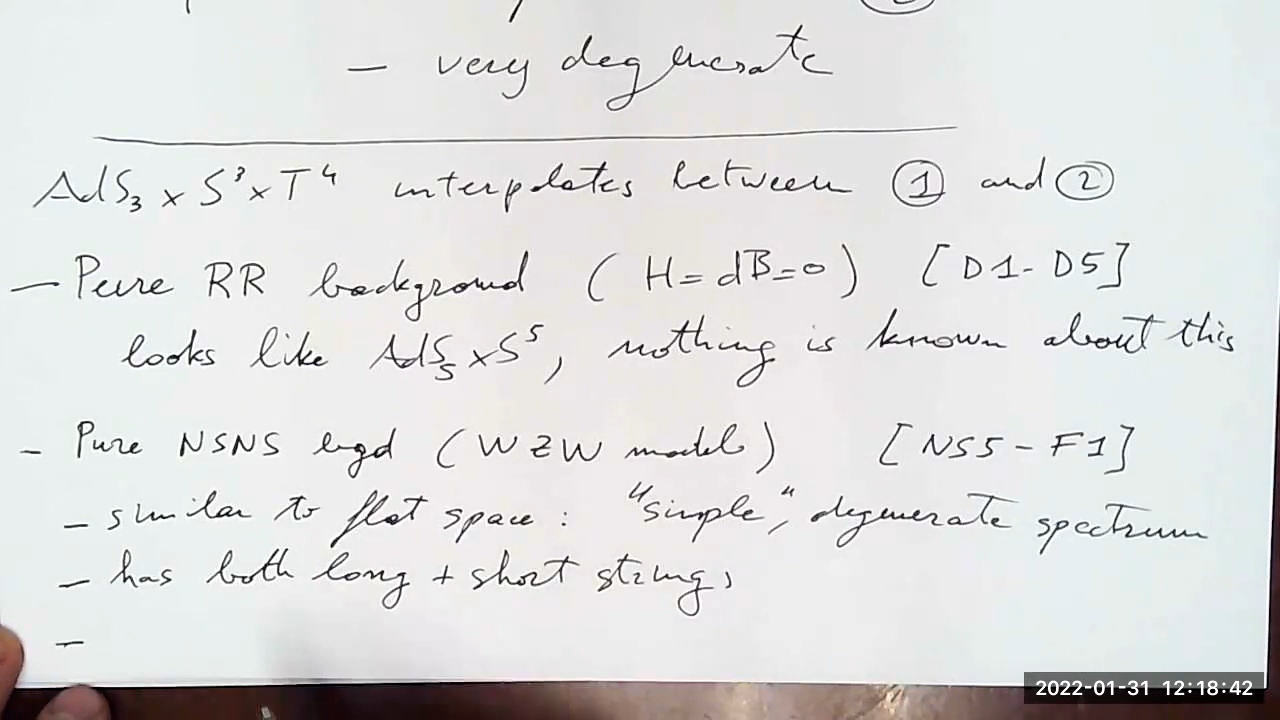 – very degenerate
AdS₃ × S³ × T⁴ interpolates between ① and ②
– Pure RR background ( H = dB = 0 ) [D1-D5]
looks like AdS₅ × S⁵, nothing is known about this
– Pure NSNS bgd (WZW models) [NS5 – F1]
– similar to flat space : "simple", degenerate spectrum
– has both long + short strings
–
2022-01-31 12:18:42